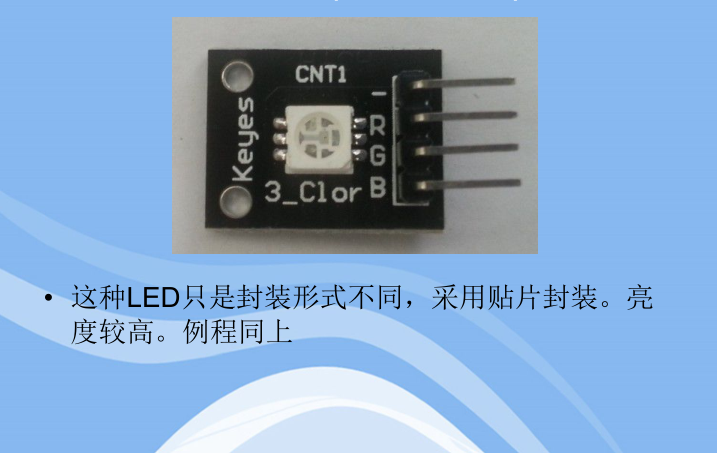 CNT1
Keyes
-
R
G
B
3_Clor
• 这种LED只是封装形式不同，采用贴片封装。亮
度较高。例程同上